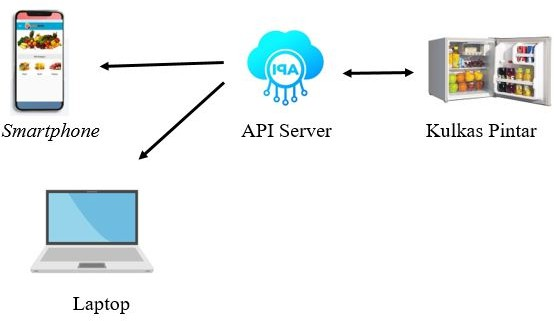 API
Smartphone
API Server
Kulkas Pintar
Laptop